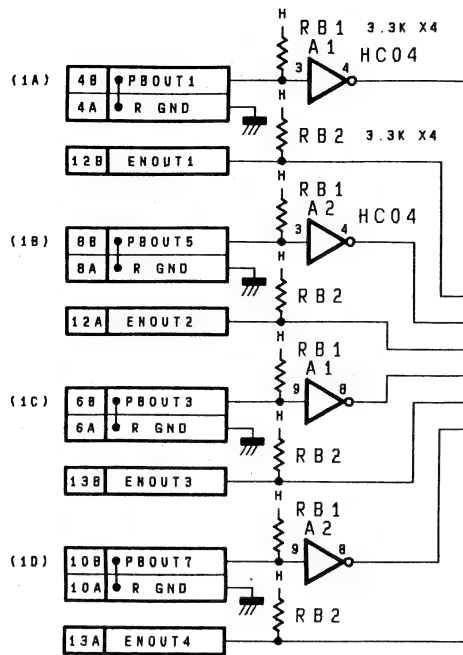 H
RB1 3.3K X4
A1
3 4 HC04
(1A) 4B PBOUT1
4A R GND
H
RB2 3.3K X4
12B ENOUT1
H
RB1
A2
3 4 HC04
(1B) 8B PBOUT5
8A R GND
H
RB2
12A ENOUT2
H
RB1
A1
9 8
(1C) 6B PBOUT3
6A R GND
H
RB2
13B ENOUT3
H
RB1
A2
9 8
(1D) 10B PBOUT7
10A R GND
H
RB2
13A ENOUT4